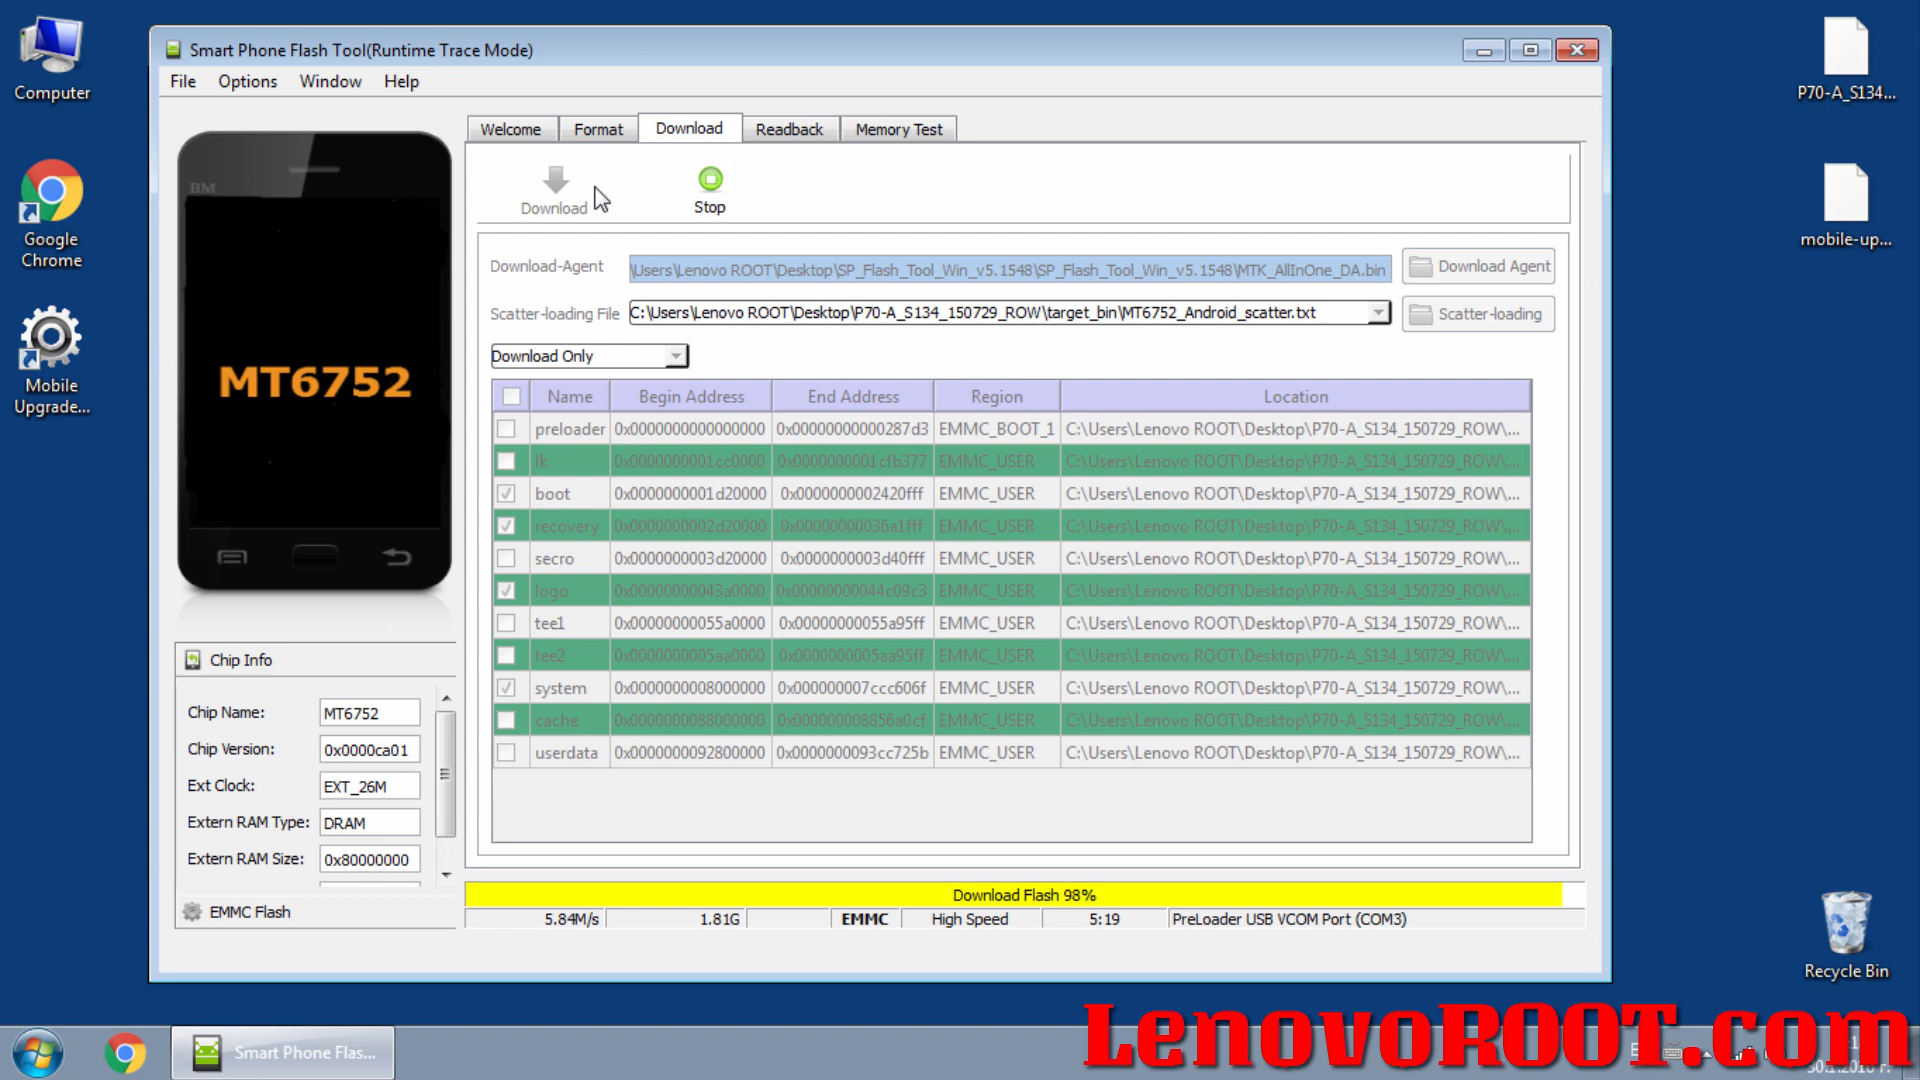 Smart Phone Flash Tool(Runtime Trace Mode)
File Options Window Help
Computer
Google Chrome
Mobile Upgrade...
P70-A_S134...
mobile-up...
Recycle Bin
Welcome Format Download Readback Memory Test
Download Stop
BM
MT6752
Download-Agent \Users\Lenovo ROOT\Desktop\SP_Flash_Tool_Win_v5.1548\SP_Flash_Tool_Win_v5.1548\MTK_AllInOne_DA.bin Download Agent
Scatter-loading File C:\Users\Lenovo ROOT\Desktop\P70-A_S134_150729_ROW\target_bin\MT6752_Android_scatter.txt Scatter-loading
Download Only
Name Begin Address End Address Region Location
preloader 0x0000000000000000 0x00000000000287d3 EMMC_BOOT_1 C:\Users\Lenovo ROOT\Desktop\P70-A_S134_150729_ROW\...
lk 0x0000000001cc0000 0x0000000001cfb377 EMMC_USER C:\Users\Lenovo ROOT\Desktop\P70-A_S134_150729_ROW\...
boot 0x0000000001d20000 0x0000000002420fff EMMC_USER C:\Users\Lenovo ROOT\Desktop\P70-A_S134_150729_ROW\...
recovery 0x0000000002d20000 0x00000000036a1fff EMMC_USER C:\Users\Lenovo ROOT\Desktop\P70-A_S134_150729_ROW\...
secro 0x0000000003d20000 0x0000000003d40fff EMMC_USER C:\Users\Lenovo ROOT\Desktop\P70-A_S134_150729_ROW\...
logo 0x00000000043a0000 0x00000000044c09c3 EMMC_USER C:\Users\Lenovo ROOT\Desktop\P70-A_S134_150729_ROW\...
tee1 0x00000000055a0000 0x00000000055a95ff EMMC_USER C:\Users\Lenovo ROOT\Desktop\P70-A_S134_150729_ROW\...
tee2 0x0000000005aa0000 0x0000000005aa95ff EMMC_USER C:\Users\Lenovo ROOT\Desktop\P70-A_S134_150729_ROW\...
system 0x0000000008000000 0x000000007ccc606f EMMC_USER C:\Users\Lenovo ROOT\Desktop\P70-A_S134_150729_ROW\...
cache 0x0000000088000000 0x000000008856a0cf EMMC_USER C:\Users\Lenovo ROOT\Desktop\P70-A_S134_150729_ROW\...
userdata 0x0000000092800000 0x0000000093cc725b EMMC_USER C:\Users\Lenovo ROOT\Desktop\P70-A_S134_150729_ROW\...
Chip Info
Chip Name: MT6752
Chip Version: 0x0000ca01
Ext Clock: EXT_26M
Extern RAM Type: DRAM
Extern RAM Size: 0x80000000
EMMC Flash
Download Flash 98%
5.84M/s 1.81G EMMC High Speed 5:19 PreLoader USB VCOM Port (COM3)
Smart Phone Flas...
LenovoROOT.com